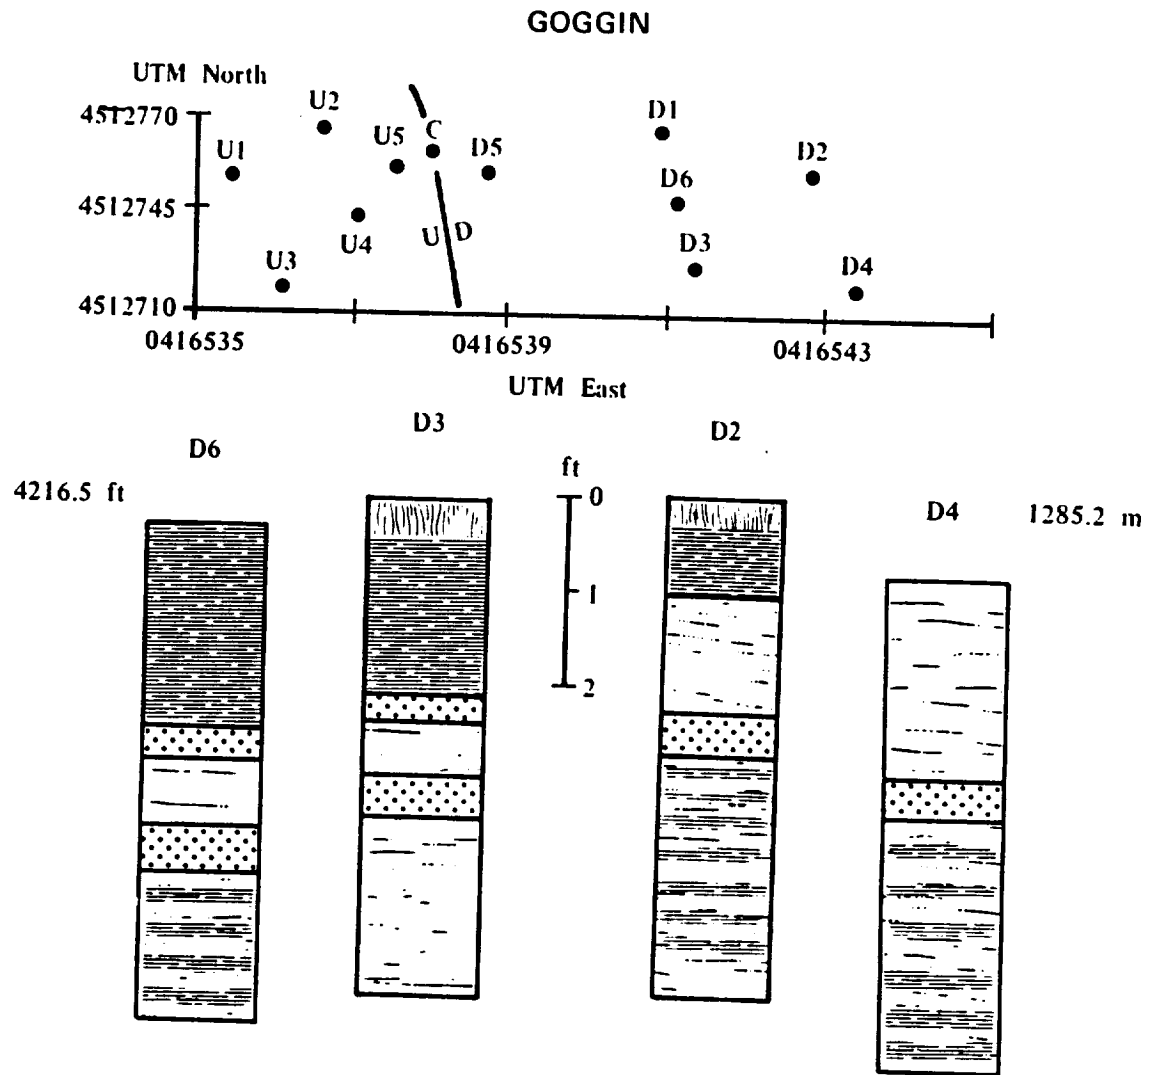 GOGGIN
UTM North
4512770
4512745
4512710
U1
U2
U3
U4
U5
C
D5
U D
D1
D6
D3
D2
D4
0416535
0416539
0416543
UTM East
D6
D3
D2
D4
4216.5 ft
ft
0
1
2
1285.2 m